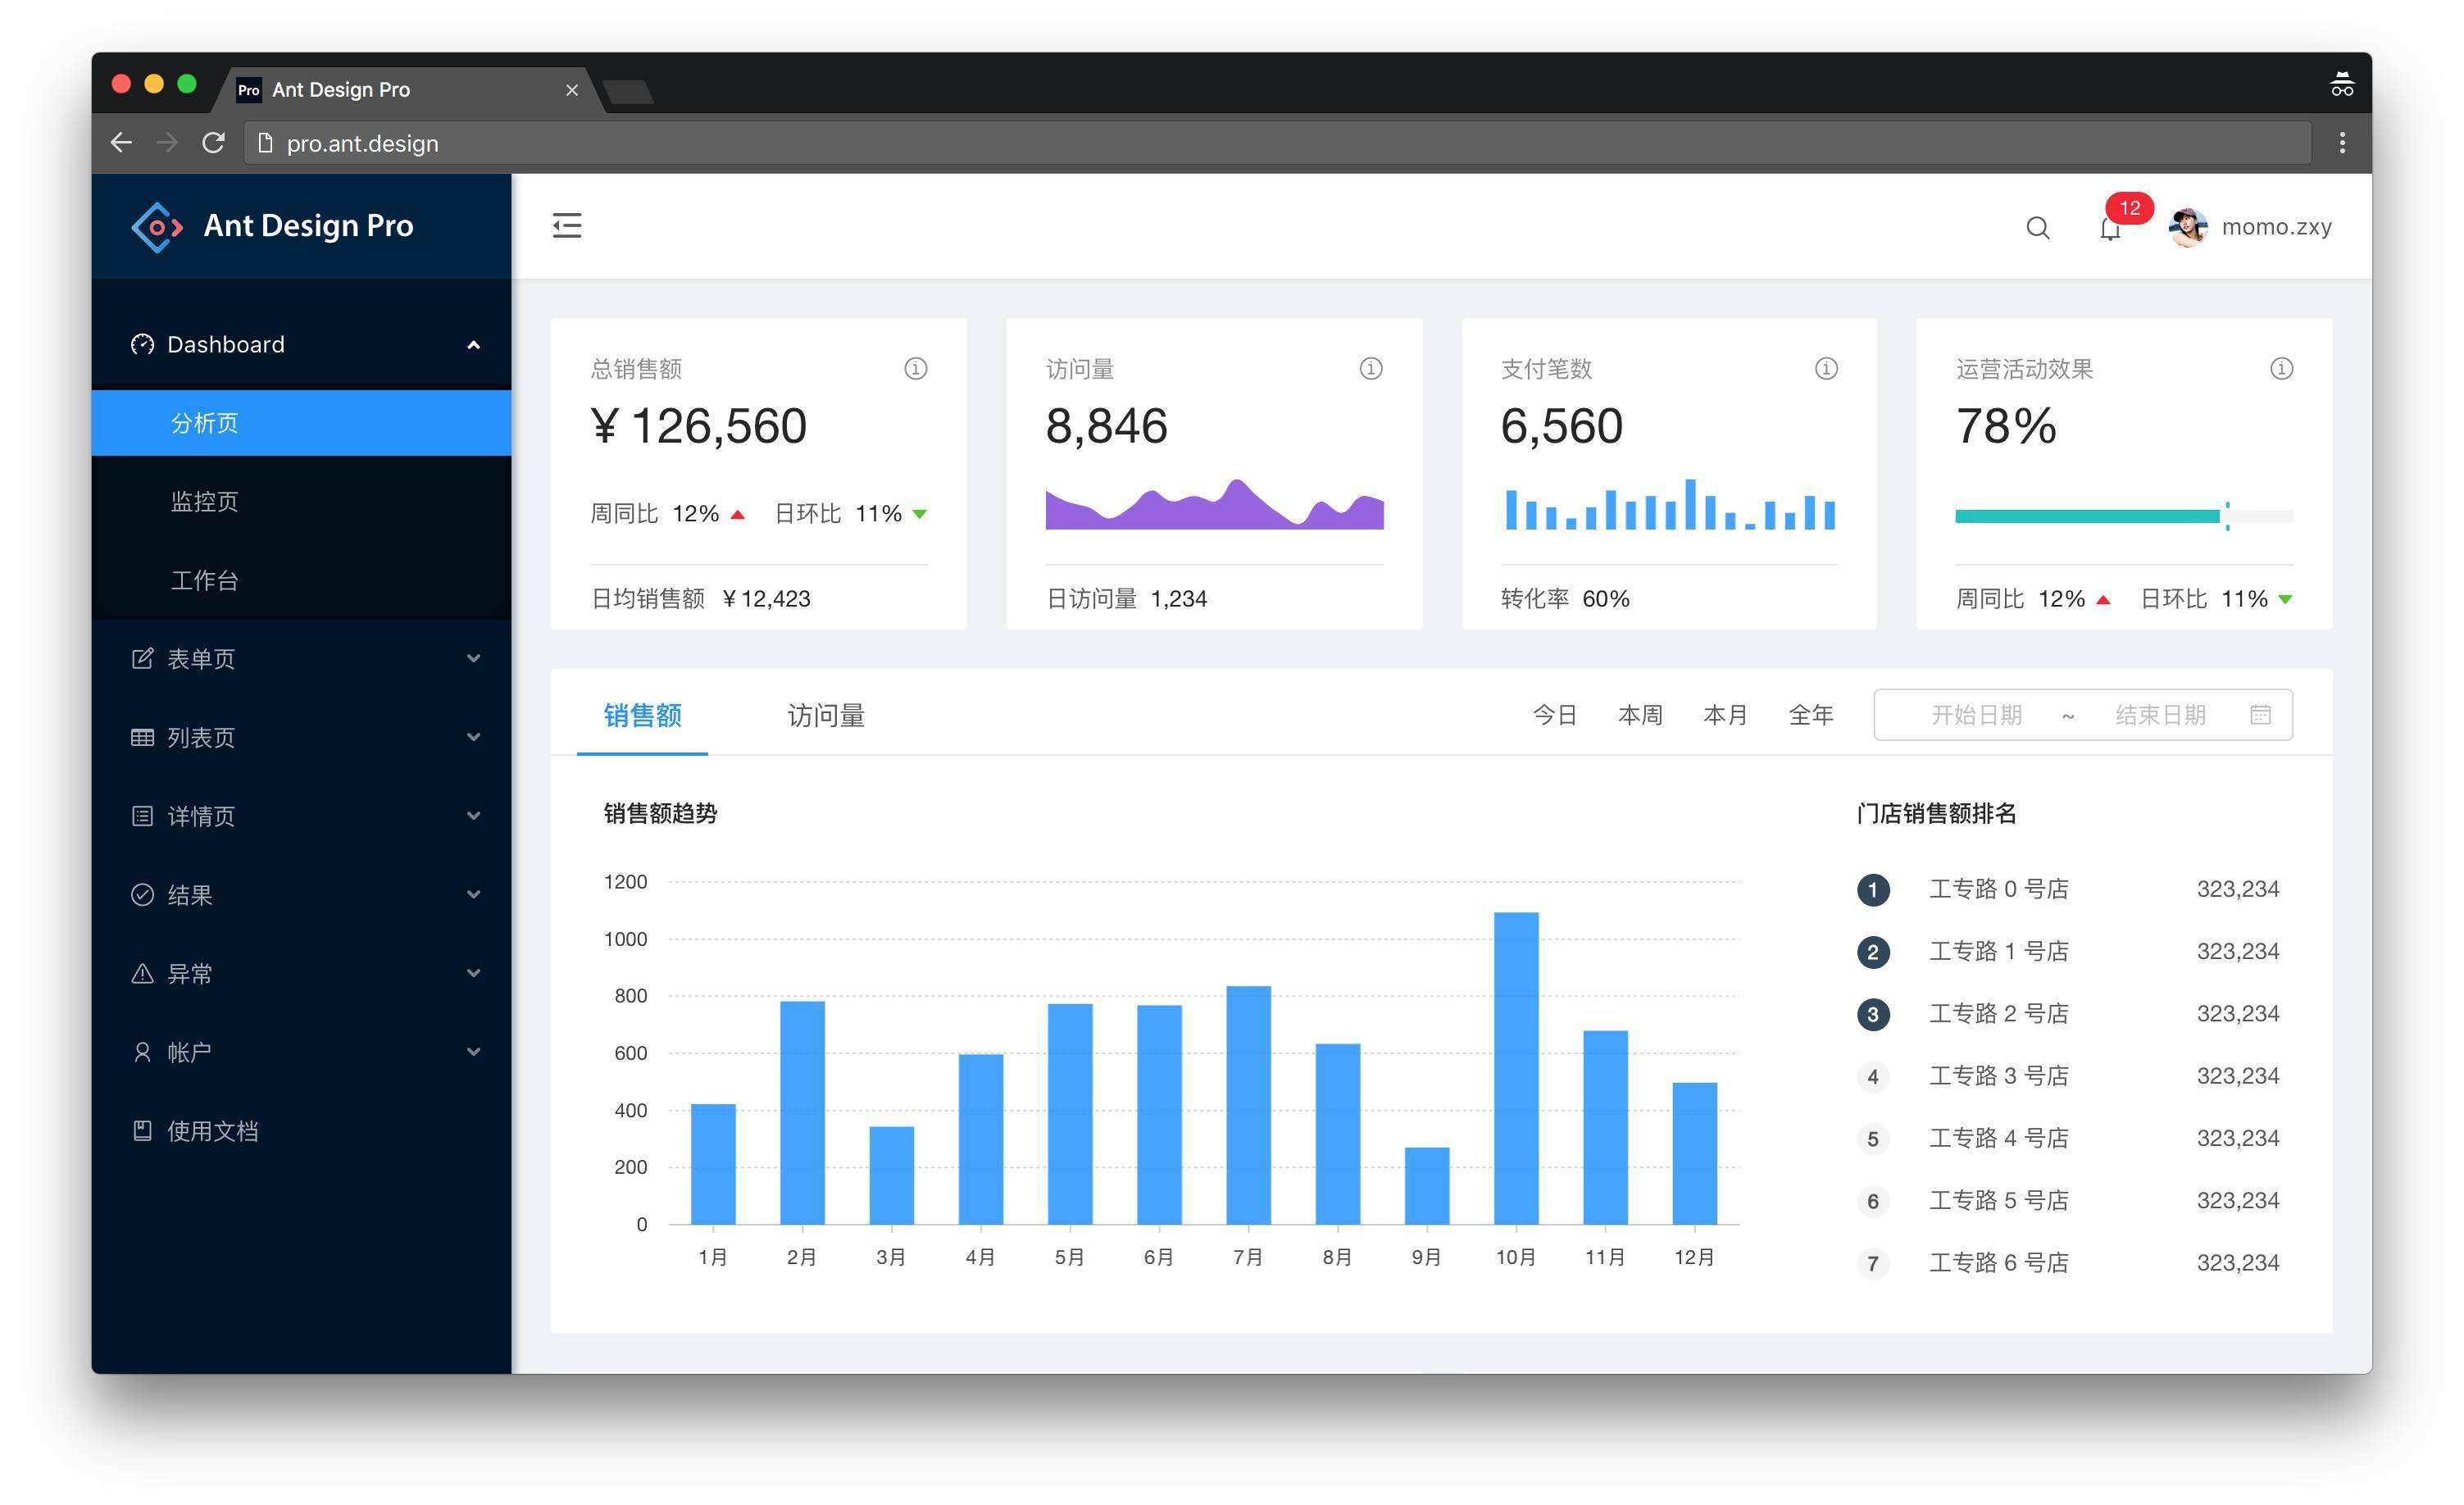 Pro Ant Design Pro
pro.ant.design
Ant Design Pro
12
momo.zxy
Dashboard
分析页
监控页
工作台
表单页
列表页
详情页
结果
异常
帐户
使用文档
总销售额
¥ 126,560
周同比 12% 日环比 11%
日均销售额 ¥ 12,423
访问量
8,846
日访问量 1,234
支付笔数
6,560
转化率 60%
运营活动效果
78%
周同比 12% 日环比 11%
销售额 访问量
今日 本周 本月 全年 开始日期 ~ 结束日期
销售额趋势
1200
1000
800
600
400
200
0
1月 2月 3月 4月 5月 6月 7月 8月 9月 10月 11月 12月
门店销售额排名
1 工专路 0 号店 323,234
2 工专路 1 号店 323,234
3 工专路 2 号店 323,234
4 工专路 3 号店 323,234
5 工专路 4 号店 323,234
6 工专路 5 号店 323,234
7 工专路 6 号店 323,234